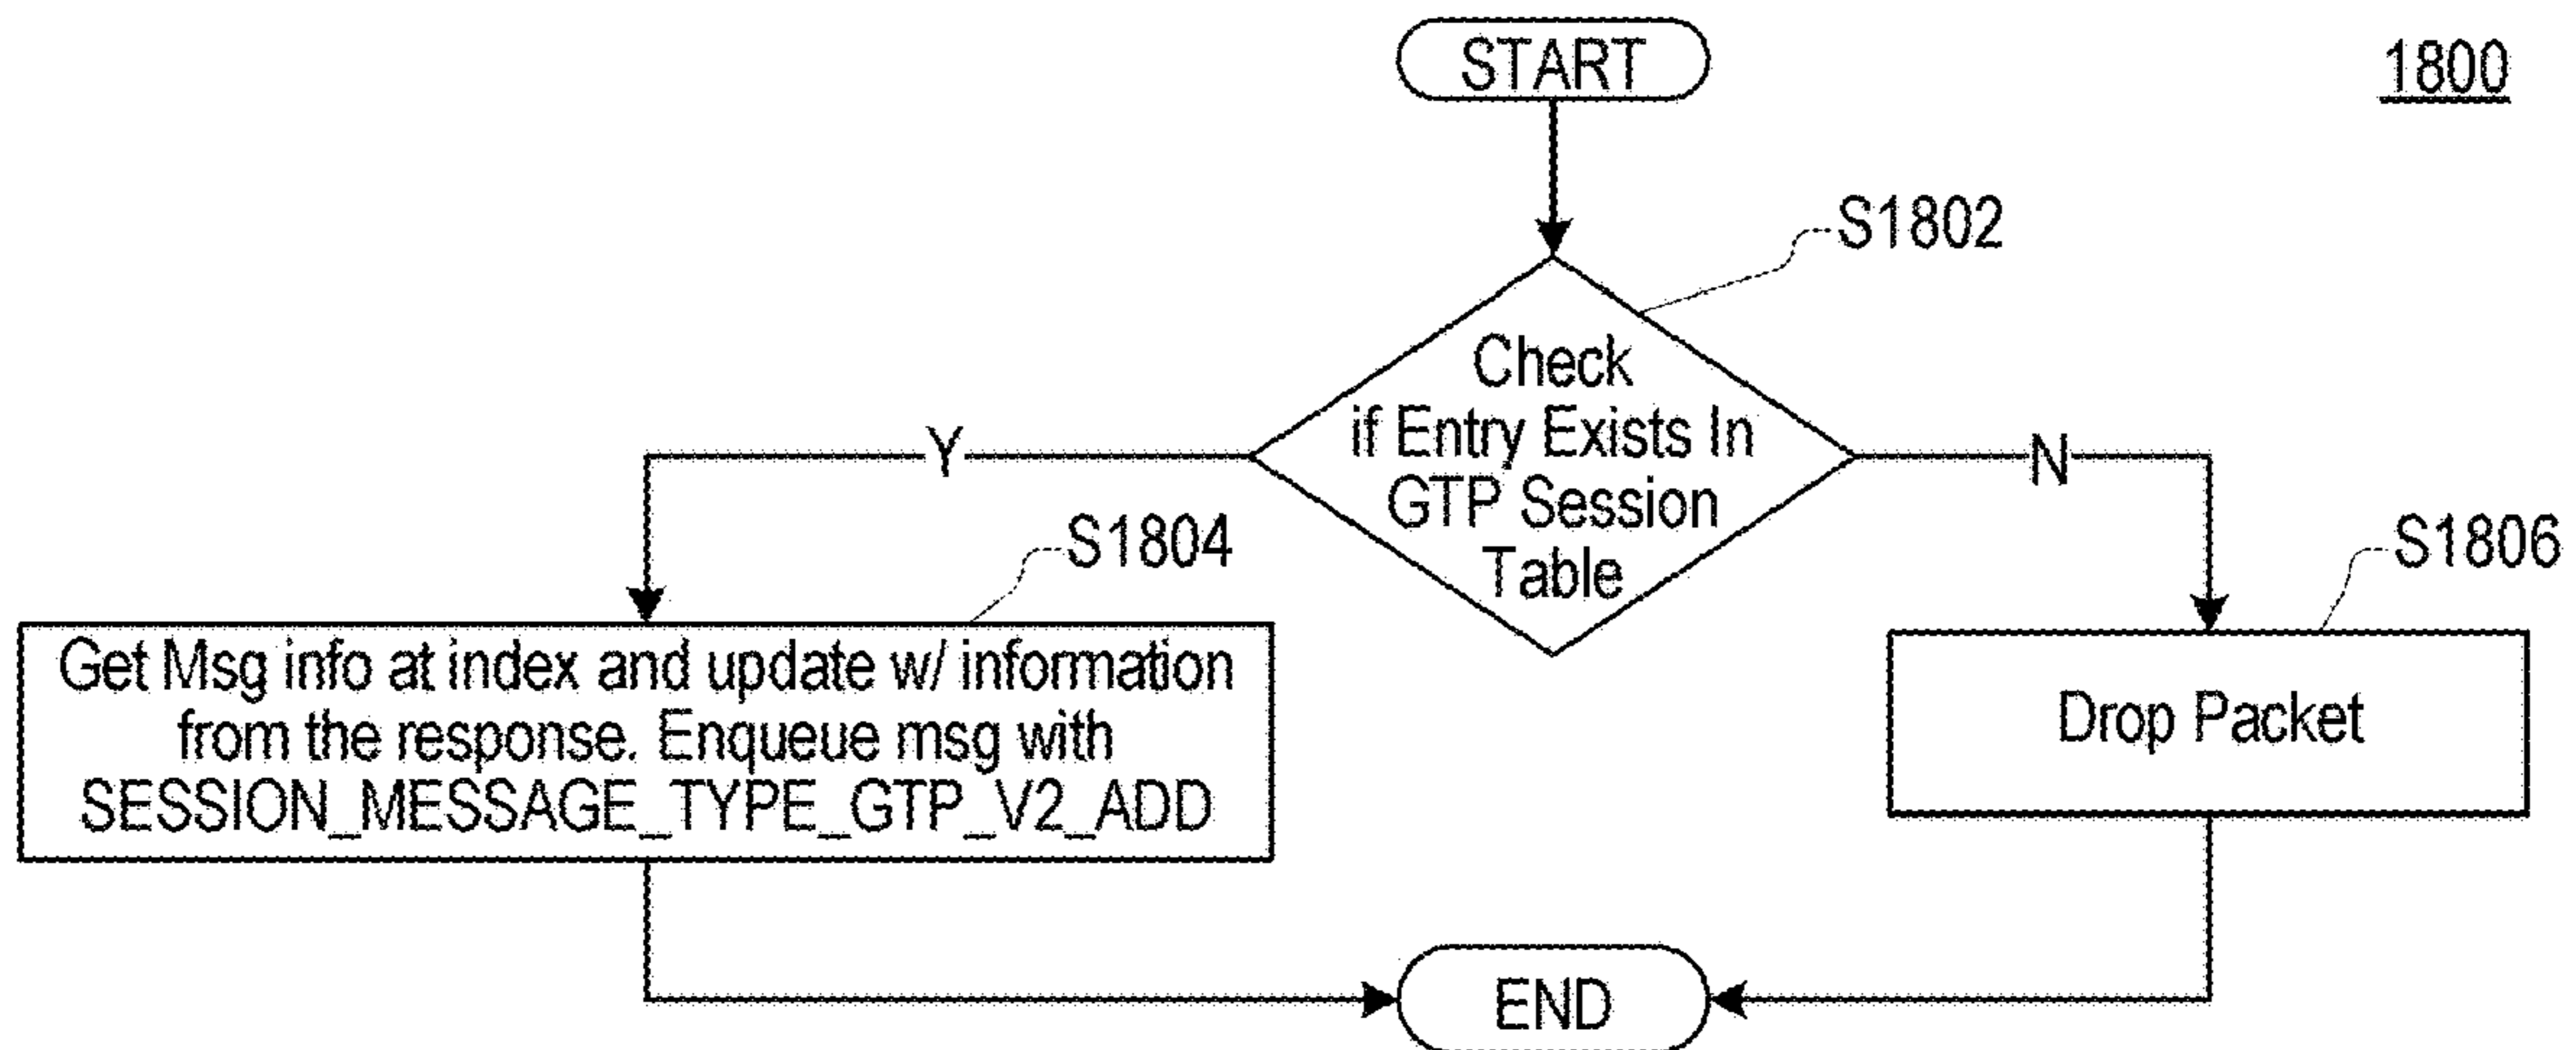 START
1800
S1802
Check
if Entry Exists In
GTP Session
Table
Y
N
S1804
S1806
Get Msg info at index and update w/ information
from the response. Enqueue msg with
SESSION_MESSAGE_TYPE_GTP_V2_ADD
Drop Packet
END